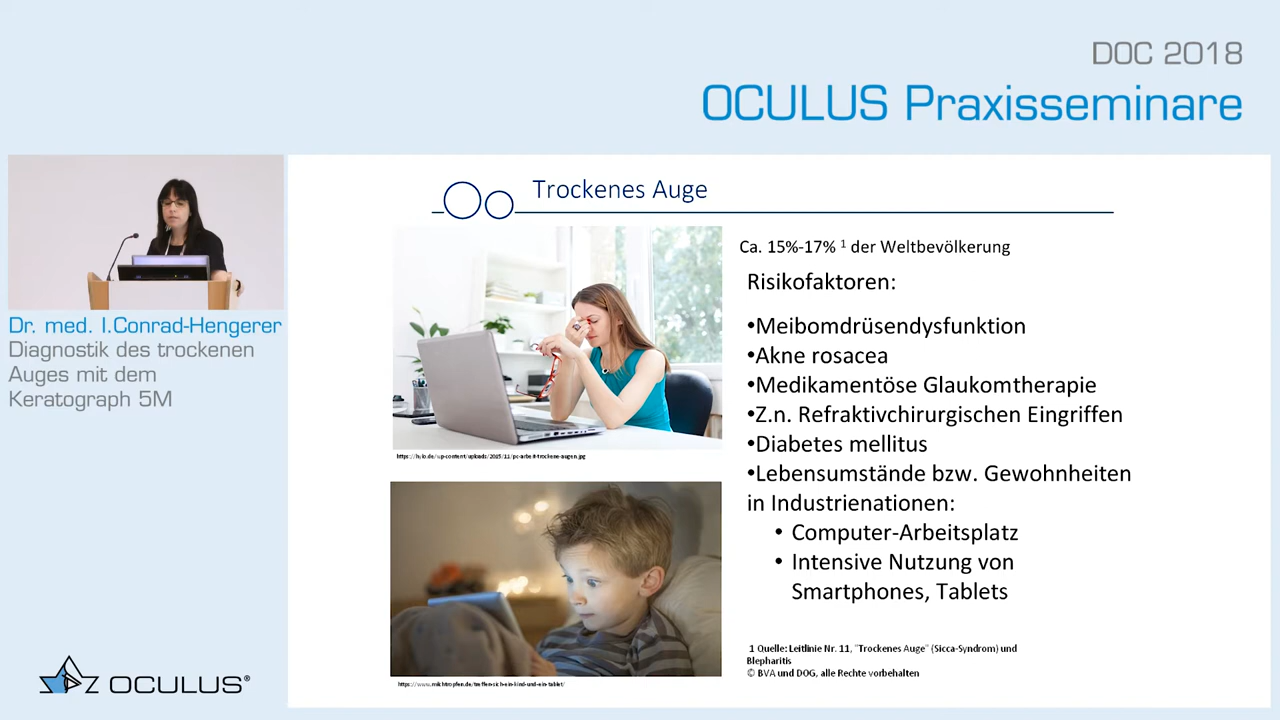 DOC 2018
OCULUS Praxisseminare
Dr. med. I.Conrad-Hengerer
Diagnostik des trockenen
Auges mit dem
Keratograph 5M
OCULUS®
Trockenes Auge
Ca. 15%-17% 1 der Weltbevölkerung
Risikofaktoren:
•Meibomdrüsendysfunktion
•Akne rosacea
•Medikamentöse Glaukomtherapie
•Z.n. Refraktivchirurgischen Eingriffen
•Diabetes mellitus
•Lebensumstände bzw. Gewohnheiten
in Industrienationen:
• Computer-Arbeitsplatz
• Intensive Nutzung von
Smartphones, Tablets
1 Quelle: Leitlinie Nr. 11, "Trockenes Auge" (Sicca-Syndrom) und
Blepharitis
© BVA und DOG, alle Rechte vorbehalten